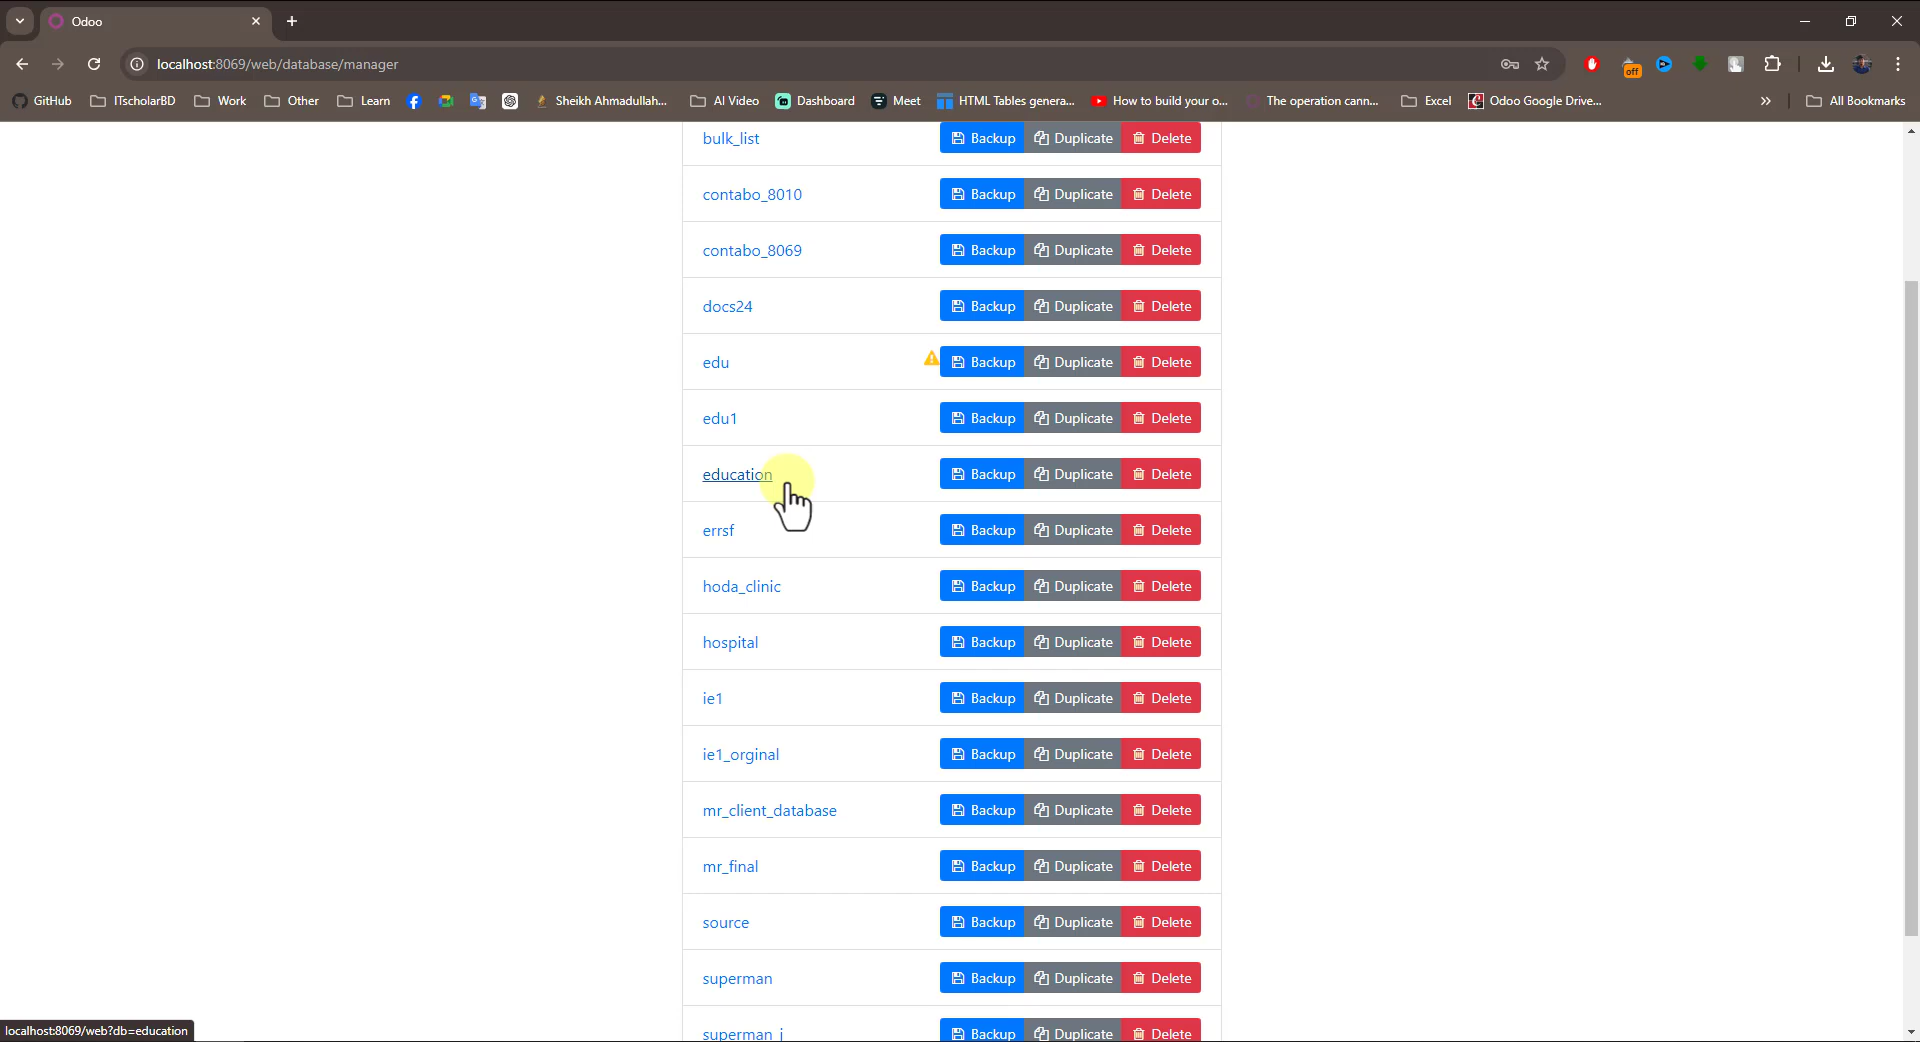 Odoo
localhost:8069/web/database/manager
off
GitHub ITscholarBD Work Other Learn Sheikh Ahmadullah... AI Video Dashboard Meet HTML Tables genera... How to build your o... The operation cann... Excel Odoo Google Drive... All Bookmarks
bulk_list Backup Duplicate Delete
contabo_8010 Backup Duplicate Delete
contabo_8069 Backup Duplicate Delete
docs24 Backup Duplicate Delete
edu Backup Duplicate Delete
edu1 Backup Duplicate Delete
education Backup Duplicate Delete
errsf Backup Duplicate Delete
hoda_clinic Backup Duplicate Delete
hospital Backup Duplicate Delete
ie1 Backup Duplicate Delete
ie1_orginal Backup Duplicate Delete
mr_client_database Backup Duplicate Delete
mr_final Backup Duplicate Delete
source Backup Duplicate Delete
superman Backup Duplicate Delete
superman_j Backup Duplicate Delete
localhost:8069/web?db=education